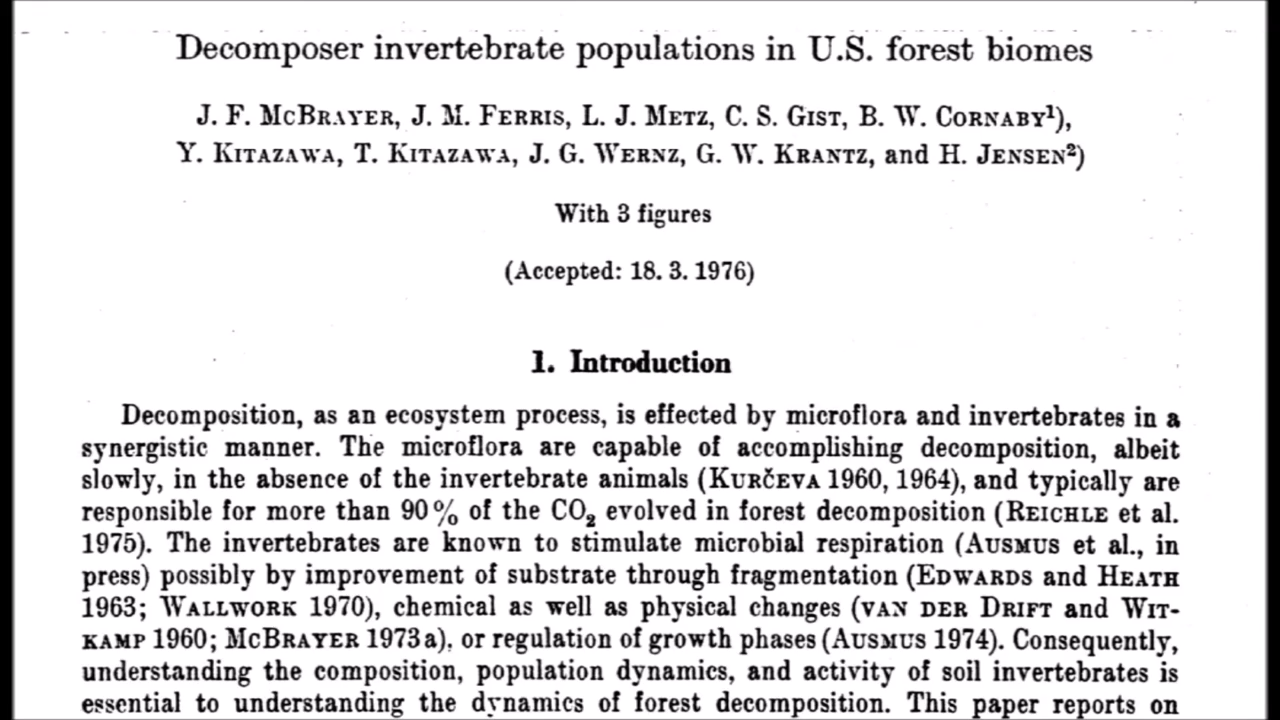 Decomposer invertebrate populations in U.S. forest biomes
J. F. McBrayer, J. M. Ferris, L. J. Metz, C. S. Gist, B. W. Cornaby¹),
Y. Kitazawa, T. Kitazawa, J. G. Wernz, G. W. Krantz, and H. Jensen²)
With 3 figures
(Accepted: 18. 3. 1976)
1. Introduction
Decomposition, as an ecosystem process, is effected by microflora and invertebrates in a
synergistic manner. The microflora are capable of accomplishing decomposition, albeit
slowly, in the absence of the invertebrate animals (Kurčeva 1960, 1964), and typically are
responsible for more than 90% of the CO₂ evolved in forest decomposition (Reichle et al.
1975). The invertebrates are known to stimulate microbial respiration (Ausmus et al., in
press) possibly by improvement of substrate through fragmentation (Edwards and Heath
1963; Wallwork 1970), chemical as well as physical changes (van der Drift and Wit-
kamp 1960; McBrayer 1973a), or regulation of growth phases (Ausmus 1974). Consequently,
understanding the composition, population dynamics, and activity of soil invertebrates is
essential to understanding the dynamics of forest decomposition. This paper reports on